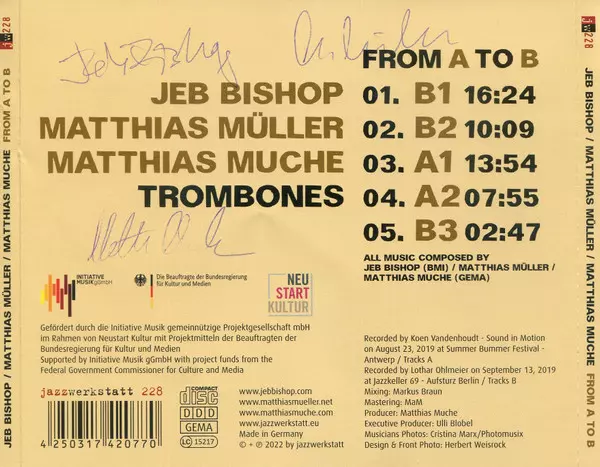 jw 228
JEB BISHOP / MATTHIAS MÜLLER / MATTHIAS MUCHE FROM A TO B
Jeb Bishop
FROM A TO B
JEB BISHOP
MATTHIAS MÜLLER
MATTHIAS MUCHE
TROMBONES
01. B1 16:24
02. B2 10:09
03. A1 13:54
04. A2 07:55
05. B3 02:47
ALL MUSIC COMPOSED BY
JEB BISHOP (BMI) / MATTHIAS MÜLLER /
MATTHIAS MUCHE (GEMA)
INITIATIVE
MUSIKgGmbH
Die Beauftragte der Bundesregierung
für Kultur und Medien
NEU
START
KULTUR
Gefördert durch die Initiative Musik gemeinnützige Projektgesellschaft mbH
im Rahmen von Neustart Kultur mit Projektmitteln der Beauftragten der
Bundesregierung für Kultur und Medien
Supported by Initiative Musik gGmbH with project funds from the
Federal Government Commissioner for Culture and Media
Recorded by Koen Vandenhoudt - Sound in Motion
on August 23, 2019 at Summer Bummer Festival -
Antwerp / Tracks A
Recorded by Lothar Ohlmeier on September 13, 2019
at Jazzkeller 69 - Aufsturz Berlin / Tracks B
Mixing: Markus Braun
Mastering: MaM
Producer: Matthias Muche
Executive Producer: Ulli Blobel
Musicians Photos: Cristina Marx/Photomusix
Design & Front Photo: Herbert Weisrock
jazzwerkstatt 228
4 250317 420770
COMPACT
disc
DIGITAL AUDIO
DDD
GEMA
LC 15217
www.jebbishop.com
www.matthiasmueller.net
www.matthiasmuche.com
www.jazzwerkstatt.eu
Made in Germany
© + ℗ 2022 by jazzwerkstatt
jw 228
JEB BISHOP / MATTHIAS MÜLLER / MATTHIAS MUCHE FROM A TO B